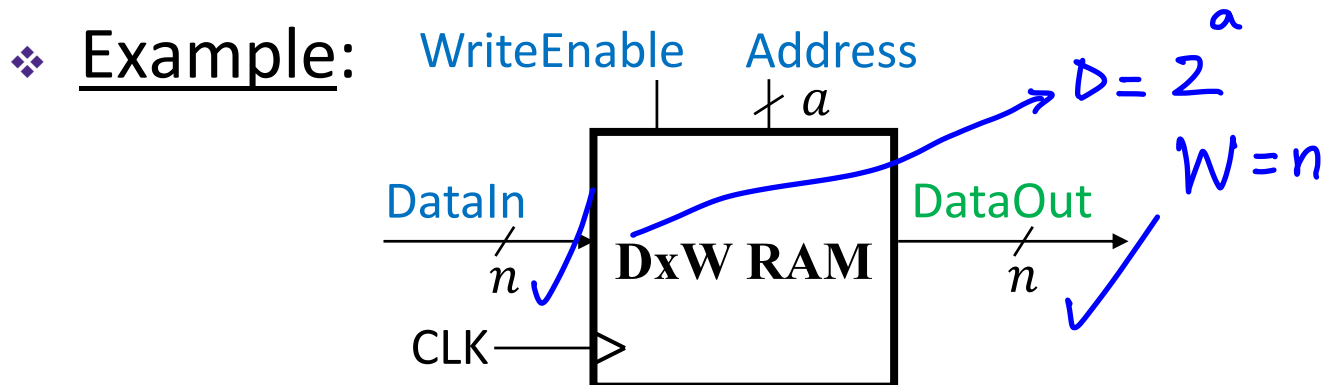 ❖ Example:
WriteEnable
Address
a
D = 2^a
W = n
DataIn
n
DxW RAM
DataOut
n
CLK